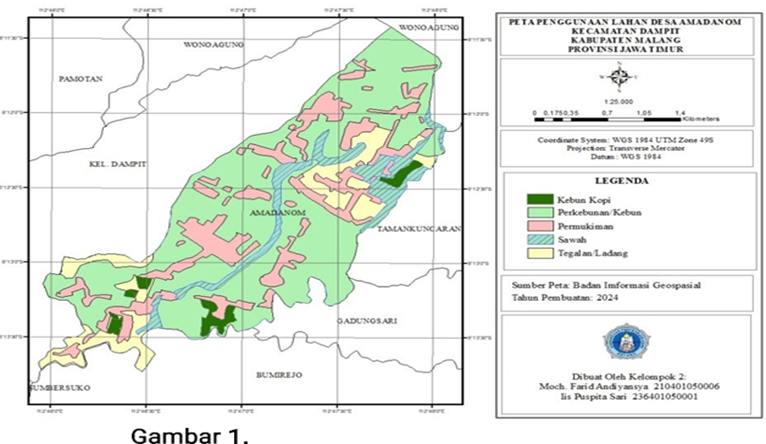 WONOAGUNG
WONOAGUNG
PAMOTAN
KEL. DAMPIT
AMADANOM
TAMANKUNCARAN
GADUNGSARI
BUMIREJO
SUMBERSUKO
PETA PENGGUNAAN LAHAN DESA AMADANOM
KECAMATAN DAMPIT
KABUPATEN MALANG
PROVINSI JAWA TIMUR
1:25.000
0 0,1750,35 0,7 1,05 1,4
Kilometers
Coordinate System: WGS 1984 UTM Zone 49S
Projection: Transverse Mercator
Datum: WGS 1984
LEGENDA
Kebun Kopi
Perkebunan/Kebun
Permukiman
Sawah
Tegalan/Ladang
Sumber Peta: Badan Imformasi Geospasial
Tahun Pembuatan: 2024
Dibuat Oleh Kelompok 2:
Moch. Farid Andiyansya 210401050006
Iis Puspita Sari 236401050001
Gambar 1.